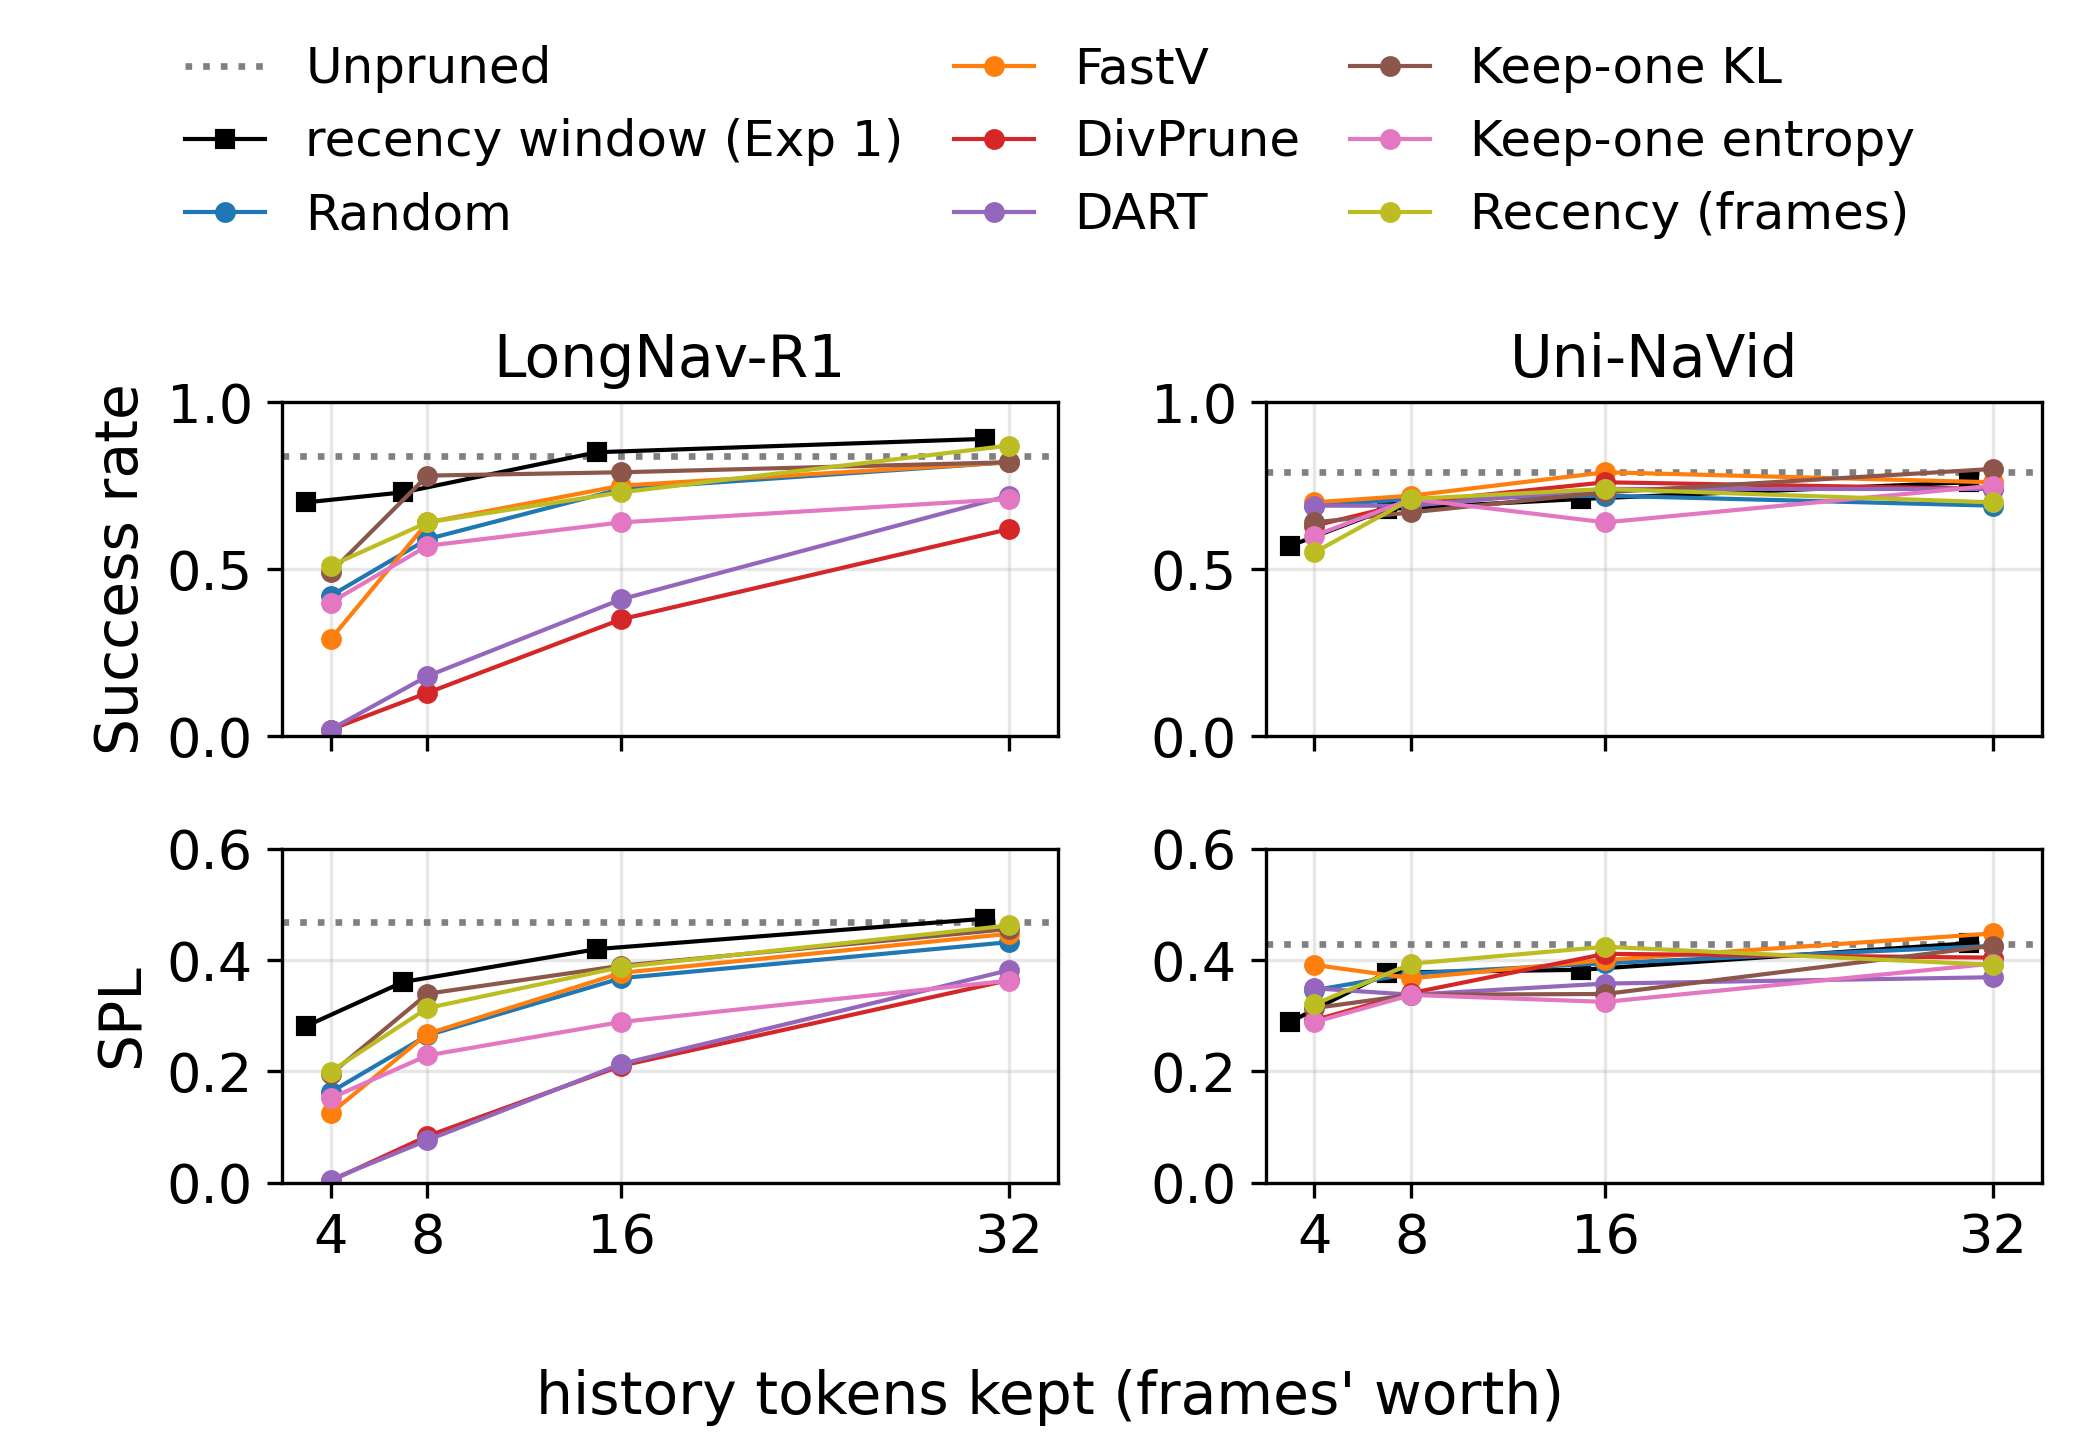 Unpruned
recency window (Exp 1)
Random
FastV
DivPrune
DART
Keep-one KL
Keep-one entropy
Recency (frames)
LongNav-R1
Uni-NaVid
Success rate
1.0
0.5
0.0
1.0
0.5
0.0
SPL
0.6
0.4
0.2
0.0
0.6
0.4
0.2
0.0
4 8 16 32
4 8 16 32
history tokens kept (frames' worth)